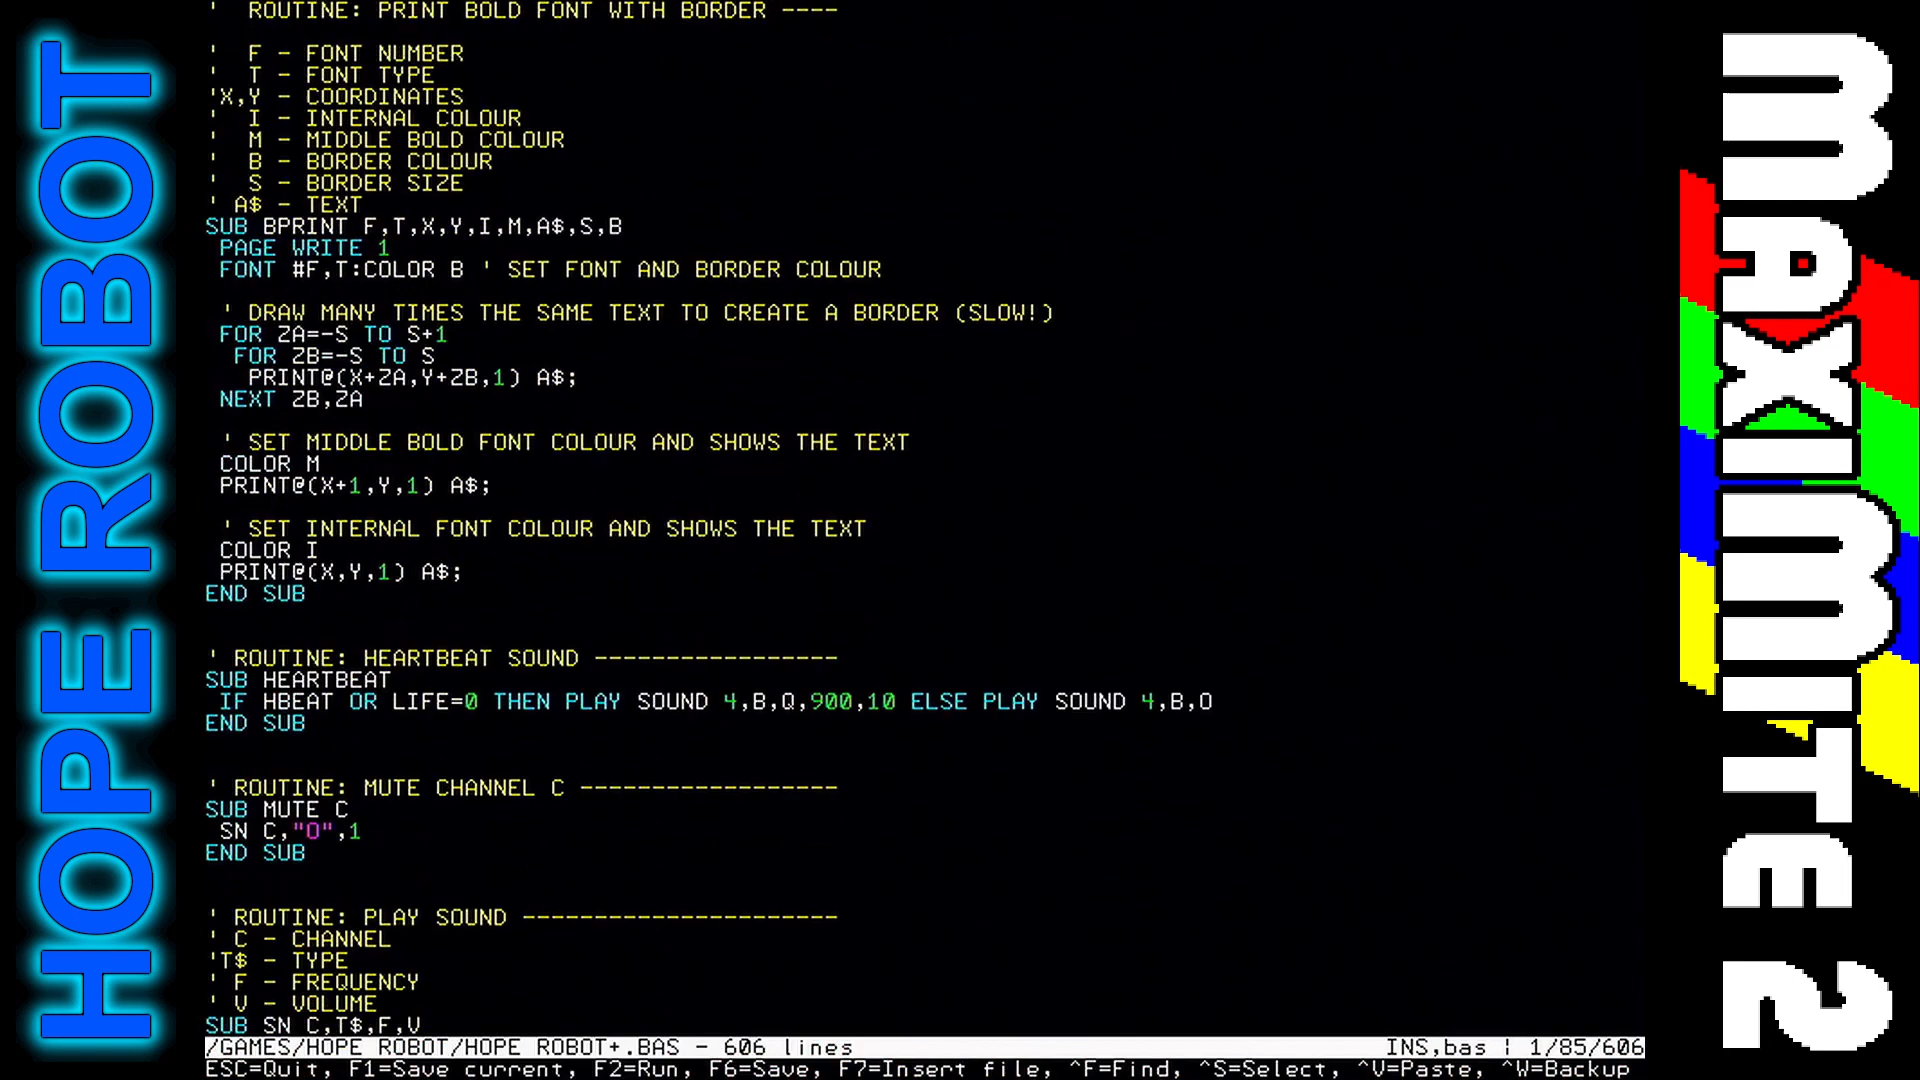 HOPE ROBOT
' ROUTINE: PRINT BOLD FONT WITH BORDER ----
' F - FONT NUMBER
' T - FONT TYPE
'X,Y - COORDINATES
' I - INTERNAL COLOUR
' M - MIDDLE BOLD COLOUR
' B - BORDER COLOUR
' S - BORDER SIZE
' A$ - TEXT
SUB BPRINT F,T,X,Y,I,M,A$,S,B
PAGE WRITE 1
FONT #F,T:COLOR B ' SET FONT AND BORDER COLOUR
' DRAW MANY TIMES THE SAME TEXT TO CREATE A BORDER (SLOW!)
FOR ZA=-S TO S+1
FOR ZB=-S TO S
PRINT@(X+ZA,Y+ZB,1) A$;
NEXT ZB,ZA
' SET MIDDLE BOLD FONT COLOUR AND SHOWS THE TEXT
COLOR M
PRINT@(X+1,Y,1) A$;
' SET INTERNAL FONT COLOUR AND SHOWS THE TEXT
COLOR I
PRINT@(X,Y,1) A$;
END SUB
' ROUTINE: HEARTBEAT SOUND -----------------
SUB HEARTBEAT
IF HBEAT OR LIFE=0 THEN PLAY SOUND 4,B,Q,900,10 ELSE PLAY SOUND 4,B,O
END SUB
' ROUTINE: MUTE CHANNEL C ------------------
SUB MUTE C
SN C,"O",1
END SUB
' ROUTINE: PLAY SOUND ----------------------
' C - CHANNEL
'T$ - TYPE
' F - FREQUENCY
' V - VOLUME
SUB SN C,T$,F,V
/GAMES/HOPE ROBOT/HOPE ROBOT+.BAS - 606 lines INS,bas ¦ 1/85/606
ESC=Quit, F1=Save current, F2=Run, F6=Save, F7=Insert file, ^F=Find, ^S=Select, ^V=Paste, ^W=Backup
MAXIMITE 2